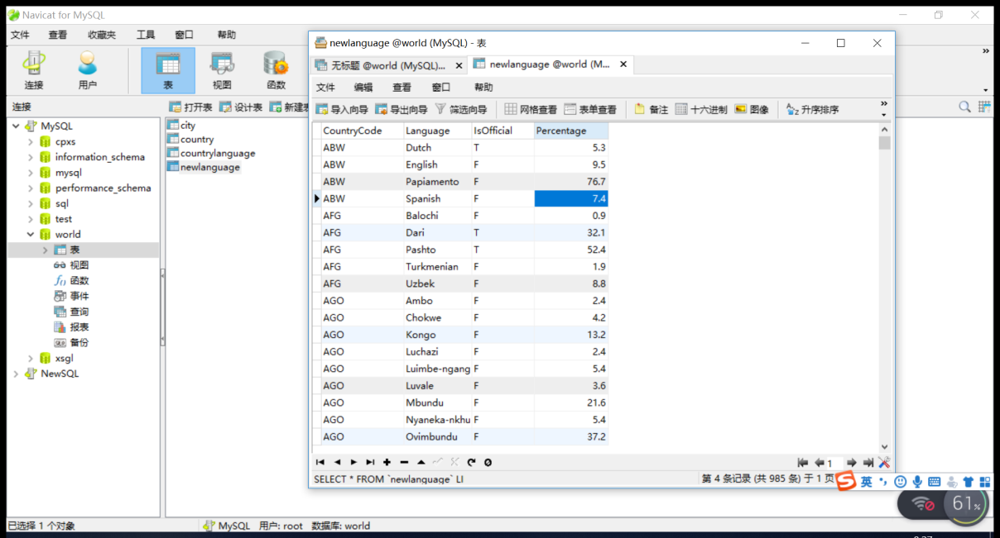 Navicat for MySQL
文件 查看 收藏夹 工具 窗口 帮助
连接 用户 表 视图 函数
连接
打开表 设计表 新建表
MySQL
cpxs
information_schema
mysql
performance_schema
sql
test
world
表
视图
函数
事件
查询
报表
备份
xsgl
NewSQL
city
country
countrylanguage
newlanguage
newlanguage @world (MySQL) - 表
无标题 @world (MySQL)... newlanguage @world (M...
文件 编辑 查看 窗口 帮助
导入向导 导出向导 筛选向导 网格查看 表单查看 备注 十六进制 图像 升序排序
CountryCode Language IsOfficial Percentage
ABW Dutch T 5.3
ABW English F 9.5
ABW Papiamento F 76.7
ABW Spanish F 7.4
AFG Balochi F 0.9
AFG Dari T 32.1
AFG Pashto T 52.4
AFG Turkmenian F 1.9
AFG Uzbek F 8.8
AGO Ambo F 2.4
AGO Chokwe F 4.2
AGO Kongo F 13.2
AGO Luchazi F 2.4
AGO Luimbe-ngang F 5.4
AGO Luvale F 3.6
AGO Mbundu F 21.6
AGO Nyaneka-nkhu F 5.4
AGO Ovimbundu F 37.2
1
SELECT * FROM `newlanguage` LI 第 4 条记录 (共 985 条) 于 1 页
英
61%
已选择 1 个对象 MySQL 用户: root 数据库: world